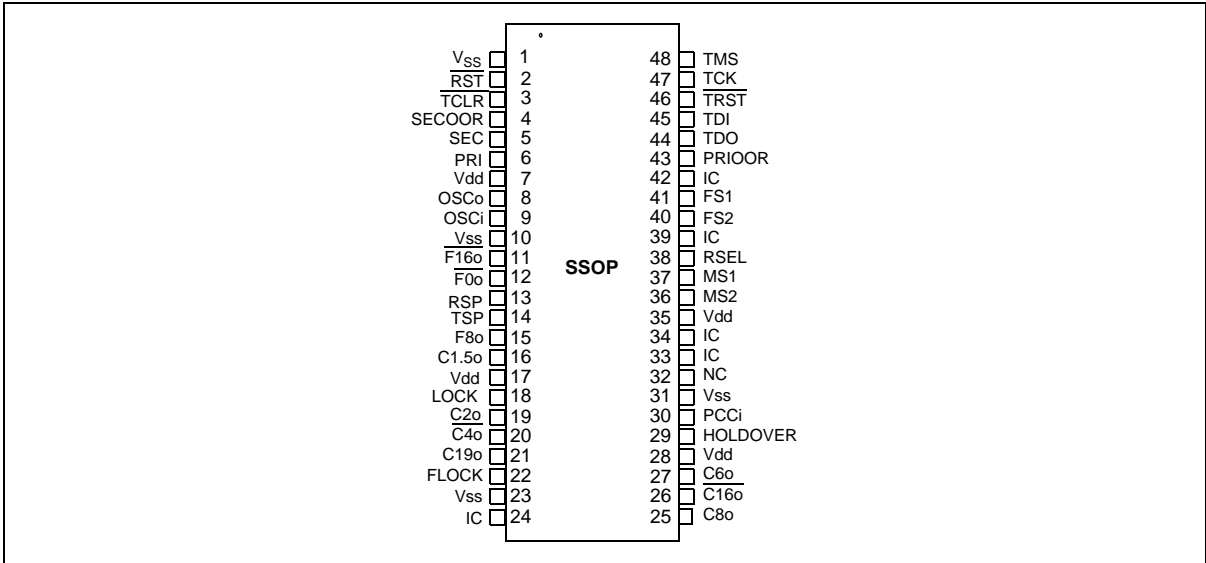 VSS 1 48 TMS
RST 2 47 TCK
TCLR 3 46 TRST
SECOOR 4 45 TDI
SEC 5 44 TDO
PRI 6 43 PRIOOR
Vdd 7 42 IC
OSCo 8 41 FS1
OSCi 9 40 FS2
Vss 10 39 IC
F16o 11 38 RSEL
F0o 12 SSOP 37 MS1
RSP 13 36 MS2
TSP 14 35 Vdd
F8o 15 34 IC
C1.5o 16 33 IC
Vdd 17 32 NC
LOCK 18 31 Vss
C2o 19 30 PCCi
C4o 20 29 HOLDOVER
C19o 21 28 Vdd
FLOCK 22 27 C6o
Vss 23 26 C16o
IC 24 25 C8o